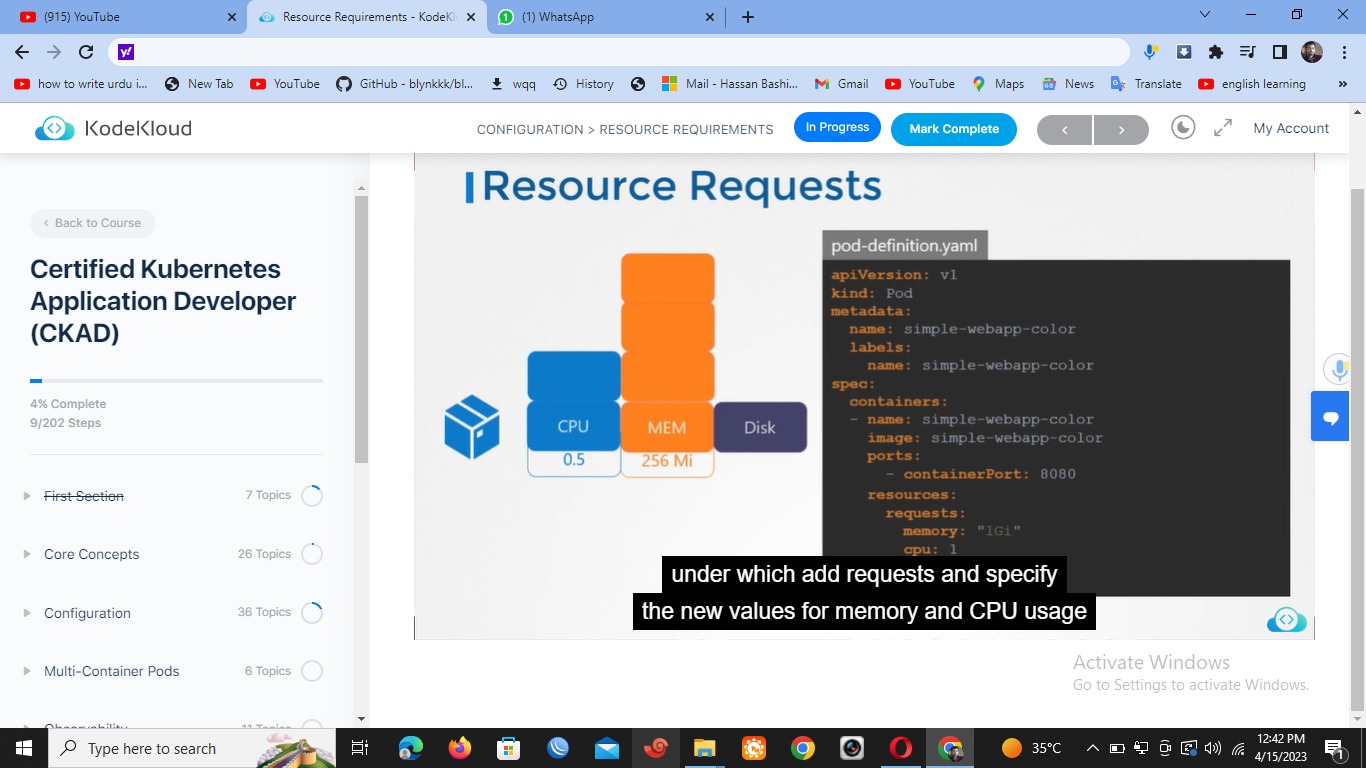 (915) YouTube
Resource Requirements - KodeKl
(1) WhatsApp
how to write urdu i...
New Tab
YouTube
GitHub - blynkkk/bl...
wqq
History
Mail - Hassan Bashi...
Gmail
YouTube
Maps
News
Translate
english learning
KodeKloud
CONFIGURATION > RESOURCE REQUIREMENTS
In Progress
Mark Complete
My Account
Back to Course
Certified Kubernetes
Application Developer
(CKAD)
4% Complete
9/202 Steps
First Section
7 Topics
Core Concepts
26 Topics
Configuration
36 Topics
Multi-Container Pods
6 Topics
Observability
11 Topics
Resource Requests
CPU
MEM
Disk
0.5
256 Mi
pod-definition.yaml
apiVersion: v1
kind: Pod
metadata:
name: simple-webapp-color
labels:
name: simple-webapp-color
spec:
containers:
- name: simple-webapp-color
image: simple-webapp-color
ports:
- containerPort: 8080
resources:
requests:
memory: "1Gi"
cpu: 1
under which add requests and specify
the new values for memory and CPU usage
Activate Windows
Go to Settings to activate Windows.
Type here to search
35°C
12:42 PM
4/15/2023
1